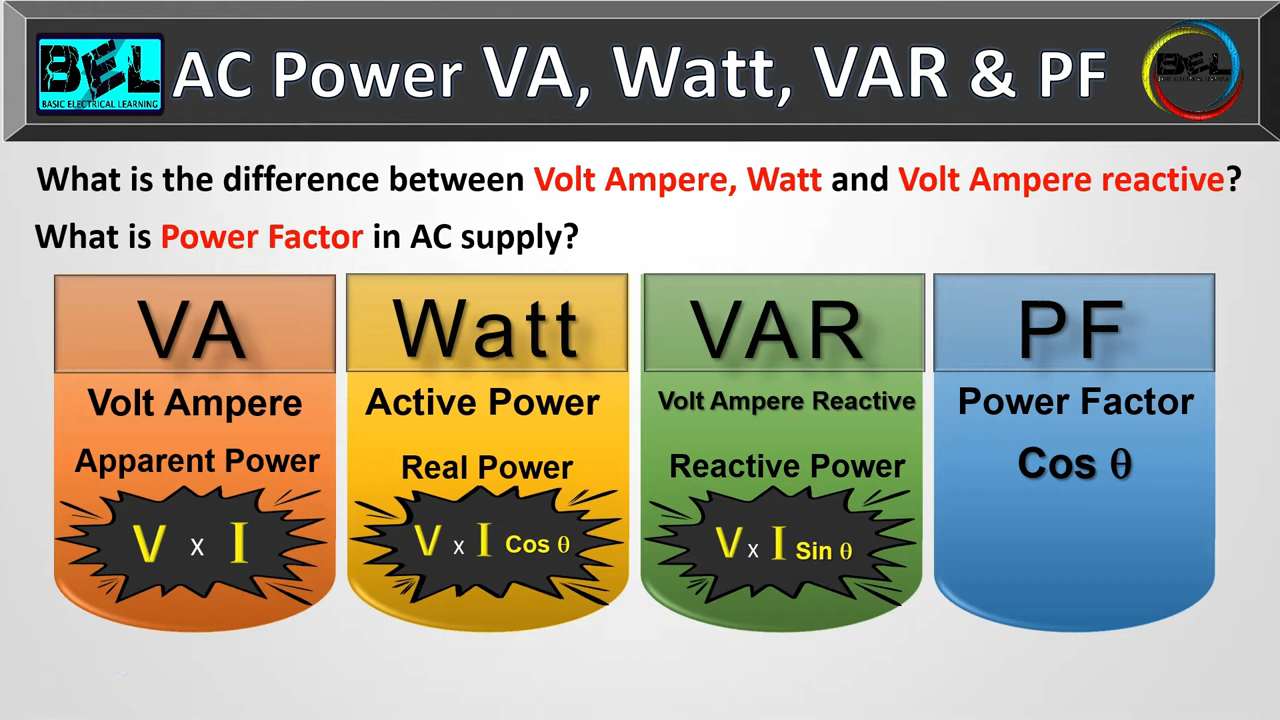 BEL
BASIC ELECTRICAL LEARNING
AC Power VA, Watt, VAR & PF
BEL
What is the difference between Volt Ampere, Watt and Volt Ampere reactive?
What is Power Factor in AC supply?
VA
Volt Ampere
Apparent Power
V x I
Watt
Active Power
Real Power
V x I Cos θ
VAR
Volt Ampere Reactive
Reactive Power
V x I Sin θ
PF
Power Factor
Cos θ